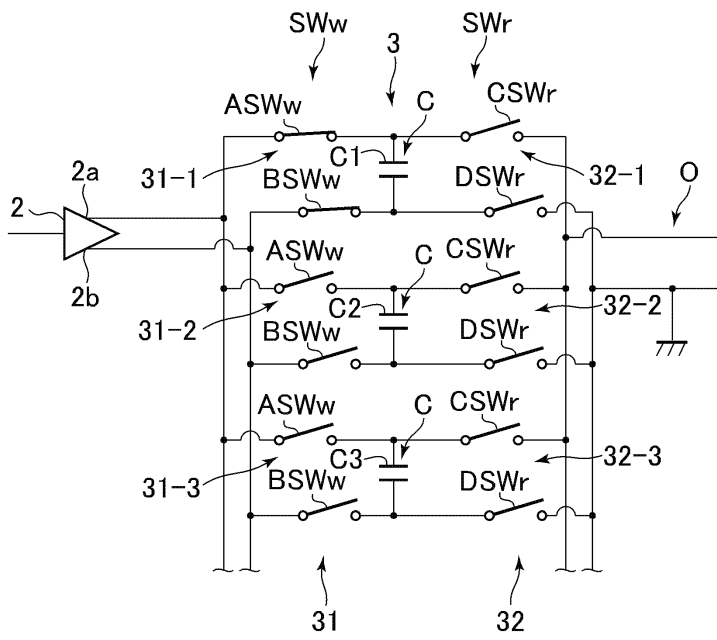 SWw SWr
3
ASWw C CSWr
C1
31-1 32-1
2a BSWw DSWr O
2
ASWw C CSWr
2b C2
31-2 32-2
BSWw DSWr
ASWw C CSWr
C3
31-3 32-3
BSWw DSWr
31 32